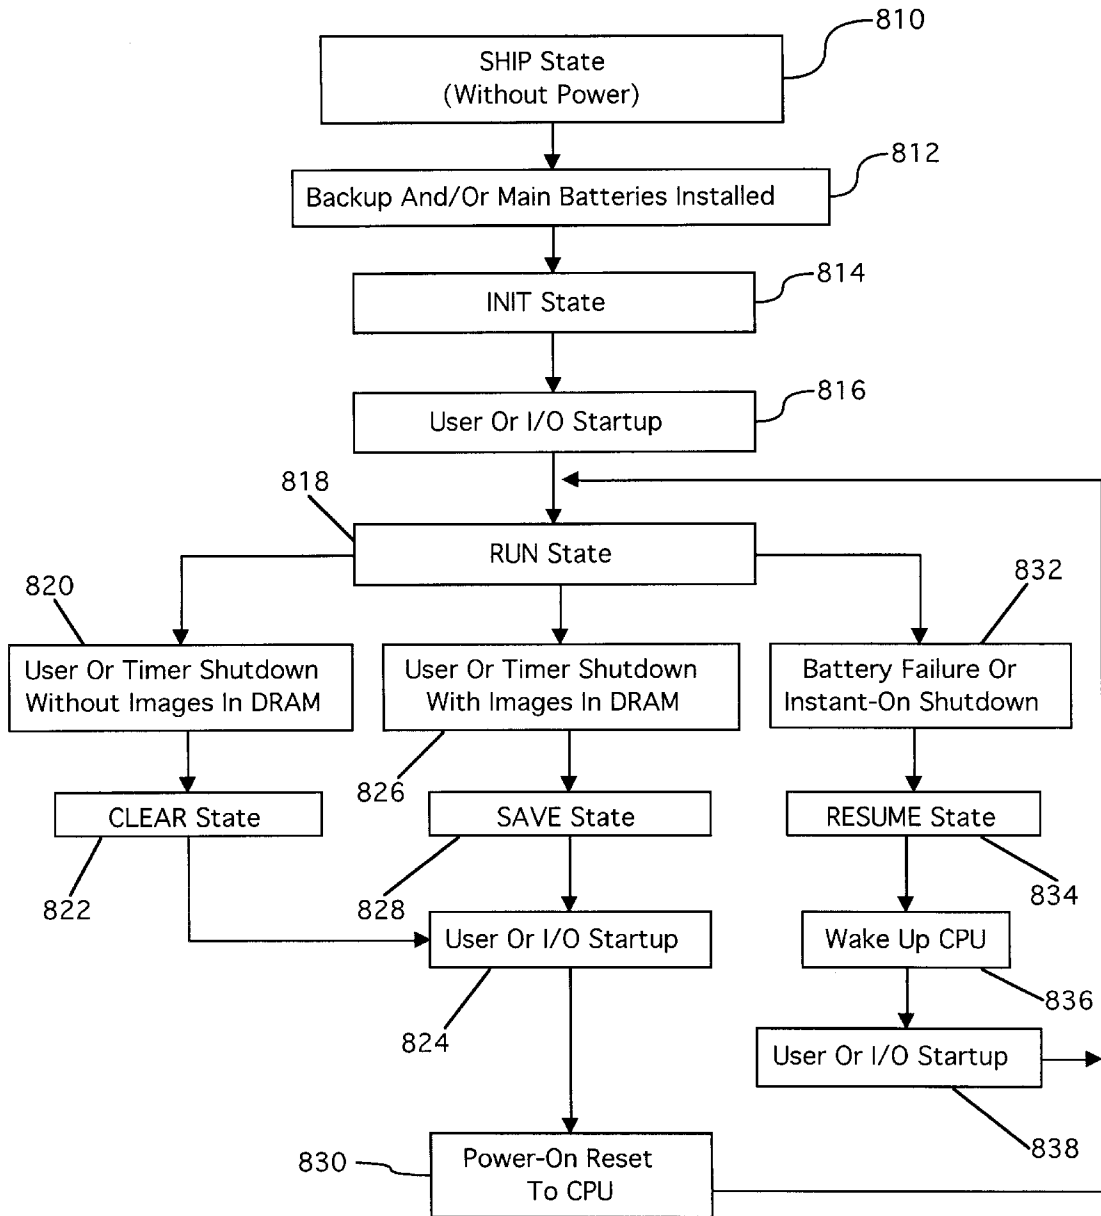 810
SHIP State
(Without Power)
812
Backup And/Or Main Batteries Installed
814
INIT State
816
User Or I/O Startup
818
RUN State
820
832
User Or Timer Shutdown
Without Images In DRAM
User Or Timer Shutdown
With Images In DRAM
Battery Failure Or
Instant-On Shutdown
826
CLEAR State
SAVE State
RESUME State
822
828
834
User Or I/O Startup
Wake Up CPU
824
836
User Or I/O Startup
838
830
Power-On Reset
To CPU